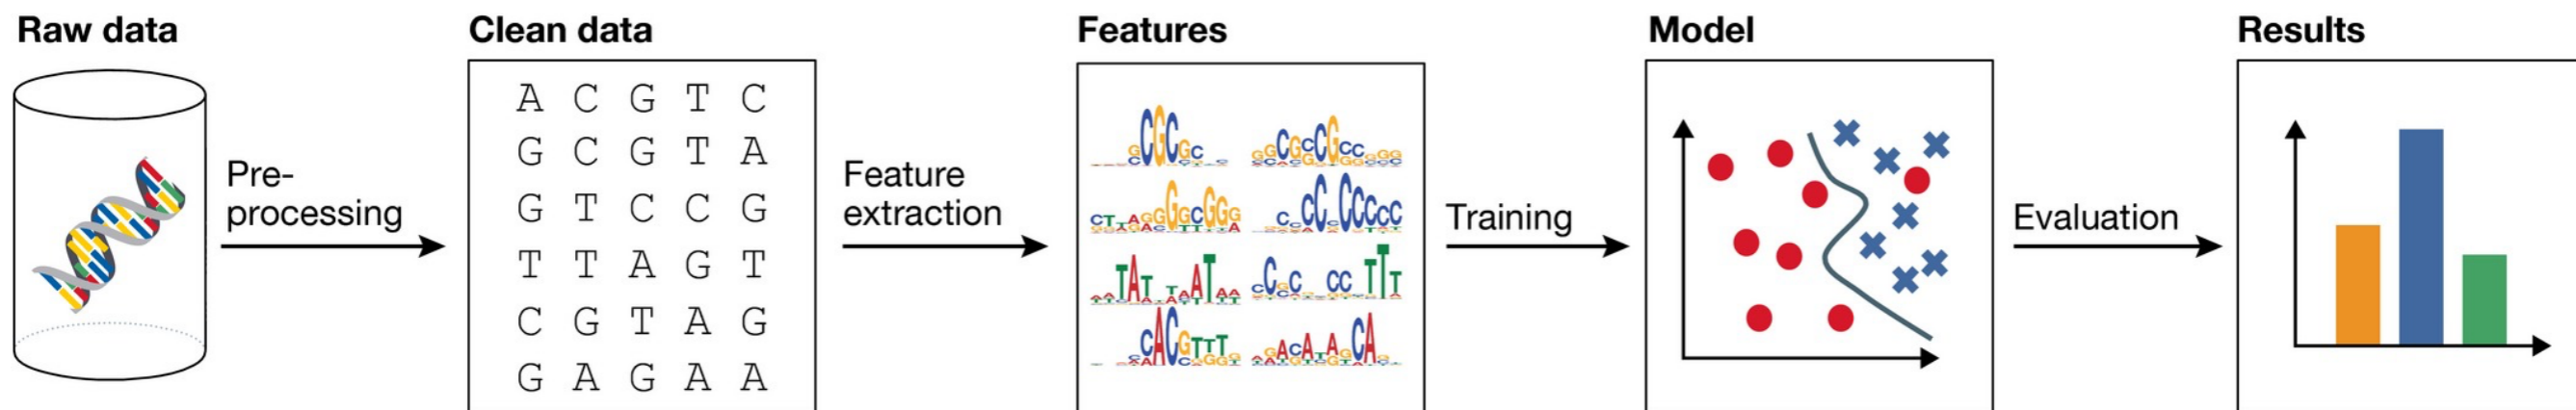 Raw data
Pre-
processing
Clean data
A C G T C
G C G T A
G T C C G
T T A G T
C G T A G
G A G A A
Feature
extraction
Features
Training
Model
Evaluation
Results